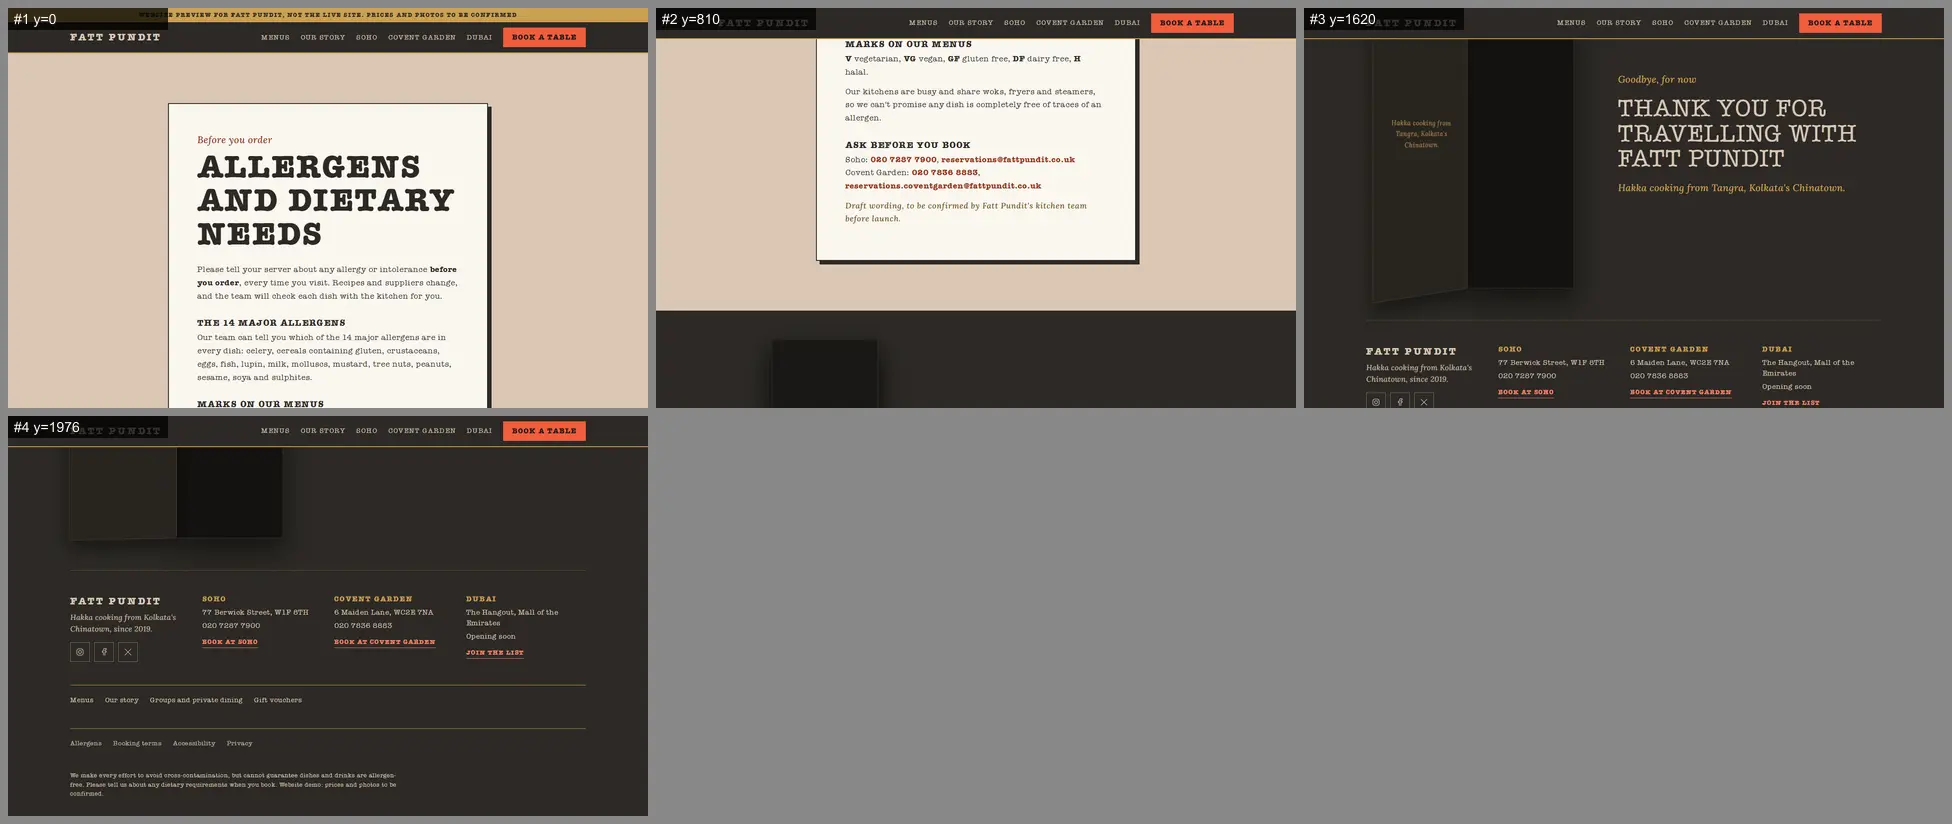 #1 y=0
WEBSITE PREVIEW FOR FATT PUNDIT, NOT THE LIVE SITE. PRICES AND PHOTOS TO BE CONFIRMED
FATT PUNDIT
MENUS OUR STORY SOHO COVENT GARDEN DUBAI BOOK A TABLE
Before you order
ALLERGENS
AND DIETARY
NEEDS
Please tell your server about any allergy or intolerance before
you order, every time you visit. Recipes and suppliers change,
and the team will check each dish with the kitchen for you.
THE 14 MAJOR ALLERGENS
Our team can tell you which of the 14 major allergens are in
every dish: celery, cereals containing gluten, crustaceans,
eggs, fish, lupin, milk, molluscs, mustard, tree nuts, peanuts,
sesame, soya and sulphites.
MARKS ON OUR MENUS
#2 y=810
FATT PUNDIT
MENUS OUR STORY SOHO COVENT GARDEN DUBAI BOOK A TABLE
MARKS ON OUR MENUS
V vegetarian, VG vegan, GF gluten free, DF dairy free, H
halal.
Our kitchens are busy and share woks, fryers and steamers,
so we can't promise any dish is completely free of traces of an
allergen.
ASK BEFORE YOU BOOK
Soho: 020 7287 7900, reservations@fattpundit.co.uk
Covent Garden: 020 7836 8883,
reservations.coventgarden@fattpundit.co.uk
Draft wording, to be confirmed by Fatt Pundit's kitchen team
before launch.
#3 y=1620
FATT PUNDIT
MENUS OUR STORY SOHO COVENT GARDEN DUBAI BOOK A TABLE
Hakka cooking from
Tangra, Kolkata's
Chinatown.
Goodbye, for now
THANK YOU FOR
TRAVELLING WITH
FATT PUNDIT
Hakka cooking from Tangra, Kolkata's Chinatown.
FATT PUNDIT
Hakka cooking from Kolkata's
Chinatown, since 2019.
SOHO
77 Berwick Street, W1F 8TH
020 7287 7900
BOOK AT SOHO
COVENT GARDEN
6 Maiden Lane, WC2E 7NA
020 7836 8883
BOOK AT COVENT GARDEN
DUBAI
The Hangout, Mall of the
Emirates
Opening soon
JOIN THE LIST
#4 y=1976
FATT PUNDIT
MENUS OUR STORY SOHO COVENT GARDEN DUBAI BOOK A TABLE
FATT PUNDIT
Hakka cooking from Kolkata's
Chinatown, since 2019.
SOHO
77 Berwick Street, W1F 8TH
020 7287 7900
BOOK AT SOHO
COVENT GARDEN
6 Maiden Lane, WC2E 7NA
020 7836 8883
BOOK AT COVENT GARDEN
DUBAI
The Hangout, Mall of the
Emirates
Opening soon
JOIN THE LIST
Menus Our story Groups and private dining Gift vouchers
Allergens Booking terms Accessibility Privacy
We make every effort to avoid cross-contamination, but cannot guarantee dishes and drinks are allergen-
free. Please tell us about any dietary requirements when you book. Website demo: prices and photos to be
confirmed.